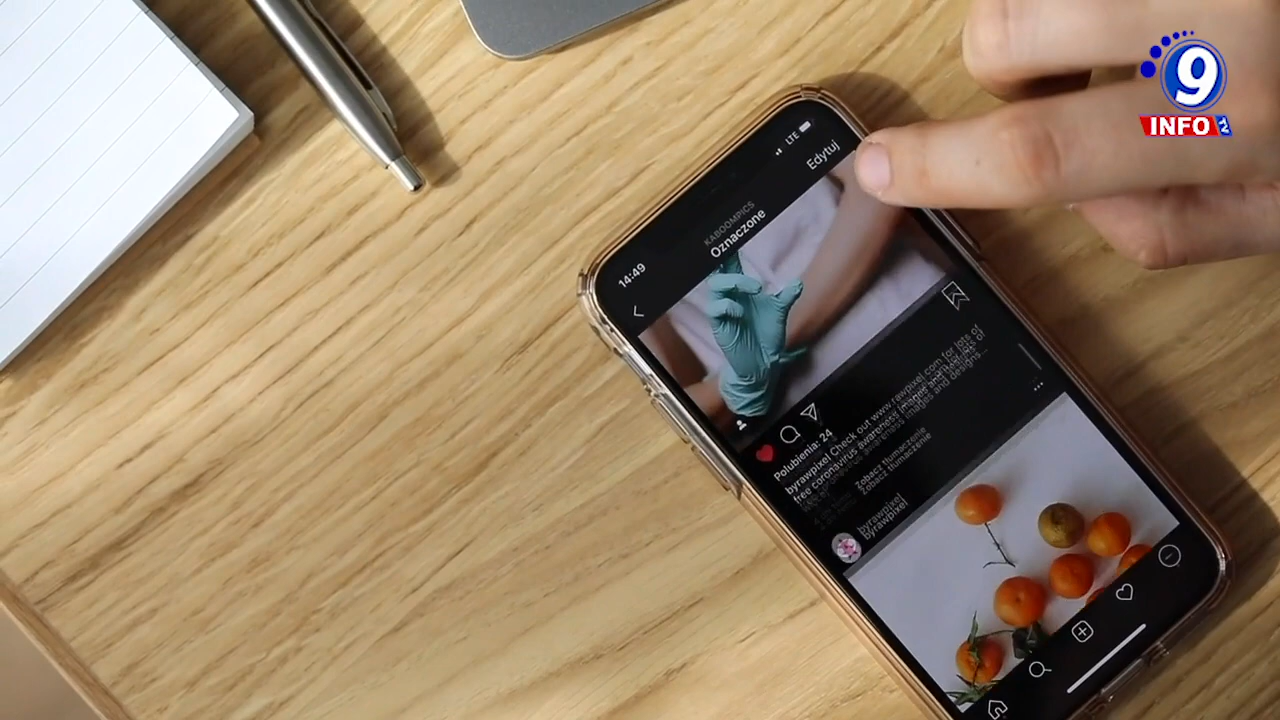 9
INFO TV
14:49
LTE
KABOOMPICS
Oznaczone
Edytuj
Polubienia: 24
byrawpixel Check out www.rawpixel.com for lots of
free coronavirus awareness images and designs...
Zobacz tłumaczenie
byrawpixel